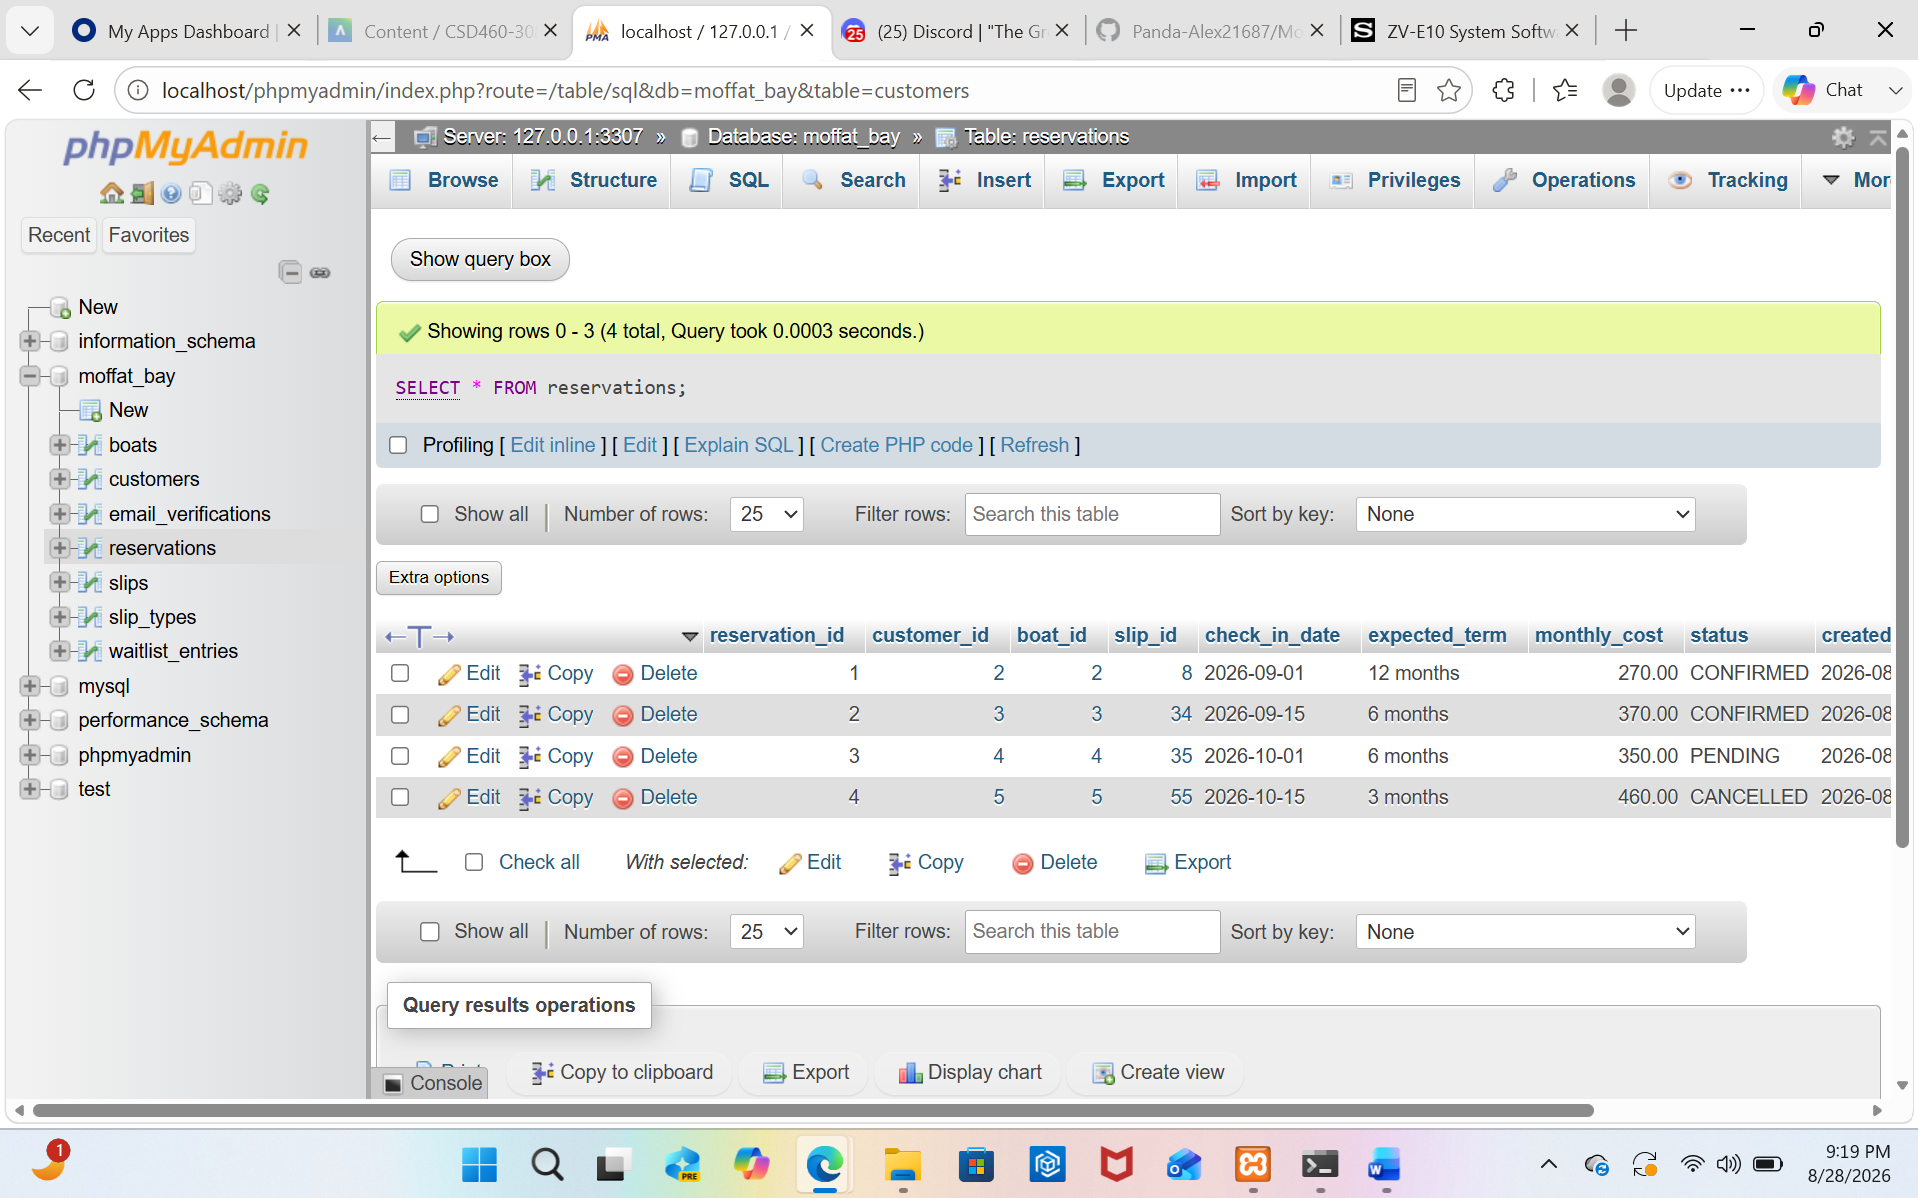 My Apps Dashboard
Content / CSD460-30
localhost / 127.0.0.1 /
(25) Discord | "The Gr
Panda-Alex21687/Mo
ZV-E10 System Softw
localhost/phpmyadmin/index.php?route=/table/sql&db=moffat_bay&table=customers
Update
Chat
phpMyAdmin
Recent Favorites
New
information_schema
moffat_bay
New
boats
customers
email_verifications
reservations
slips
slip_types
waitlist_entries
mysql
performance_schema
phpmyadmin
test
Server: 127.0.0.1:3307 » Database: moffat_bay » Table: reservations
Browse Structure SQL Search Insert Export Import Privileges Operations Tracking Mor
Show query box
Showing rows 0 - 3 (4 total, Query took 0.0003 seconds.)
SELECT * FROM reservations;
Profiling [ Edit inline ] [ Edit ] [ Explain SQL ] [ Create PHP code ] [ Refresh ]
Show all | Number of rows: 25 Filter rows: Search this table Sort by key: None
Extra options
←T→ reservation_id customer_id boat_id slip_id check_in_date expected_term monthly_cost status created
Edit Copy Delete 1 2 2 8 2026-09-01 12 months 270.00 CONFIRMED 2026-08
Edit Copy Delete 2 3 3 34 2026-09-15 6 months 370.00 CONFIRMED 2026-08
Edit Copy Delete 3 4 4 35 2026-10-01 6 months 350.00 PENDING 2026-08
Edit Copy Delete 4 5 5 55 2026-10-15 3 months 460.00 CANCELLED 2026-08
Check all With selected: Edit Copy Delete Export
Show all | Number of rows: 25 Filter rows: Search this table Sort by key: None
Query results operations
Print Copy to clipboard Export Display chart Create view
Console
1
PRE
9:19 PM
8/28/2026